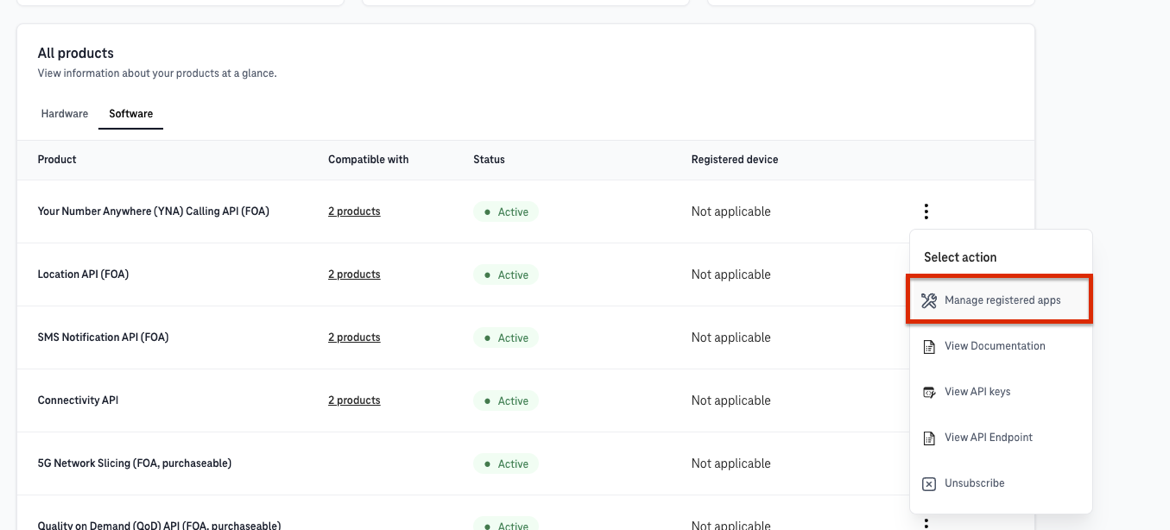 All products
View information about your products at a glance.
Hardware Software
Product Compatible with Status Registered device
Your Number Anywhere (YNA) Calling API (FOA) 2 products Active Not applicable
Select action
Location API (FOA) 2 products Active Not applicable
Manage registered apps
SMS Notification API (FOA) 2 products Active Not applicable
View Documentation
View API keys
Connectivity API 2 products Active Not applicable
View API Endpoint
5G Network Slicing (FOA, purchaseable) Active Not applicable
Unsubscribe
Quality on Demand (QoD) API (FOA, purchaseable) Active Not applicable